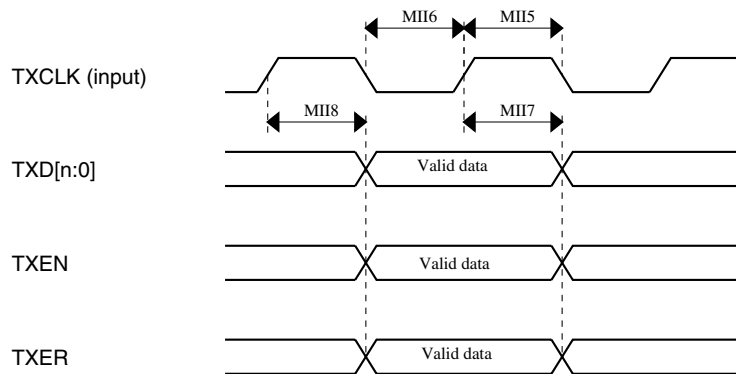 MII6 MII5
TXCLK (input)
MII8 MII7
TXD[n:0] Valid data
TXEN Valid data
TXER Valid data